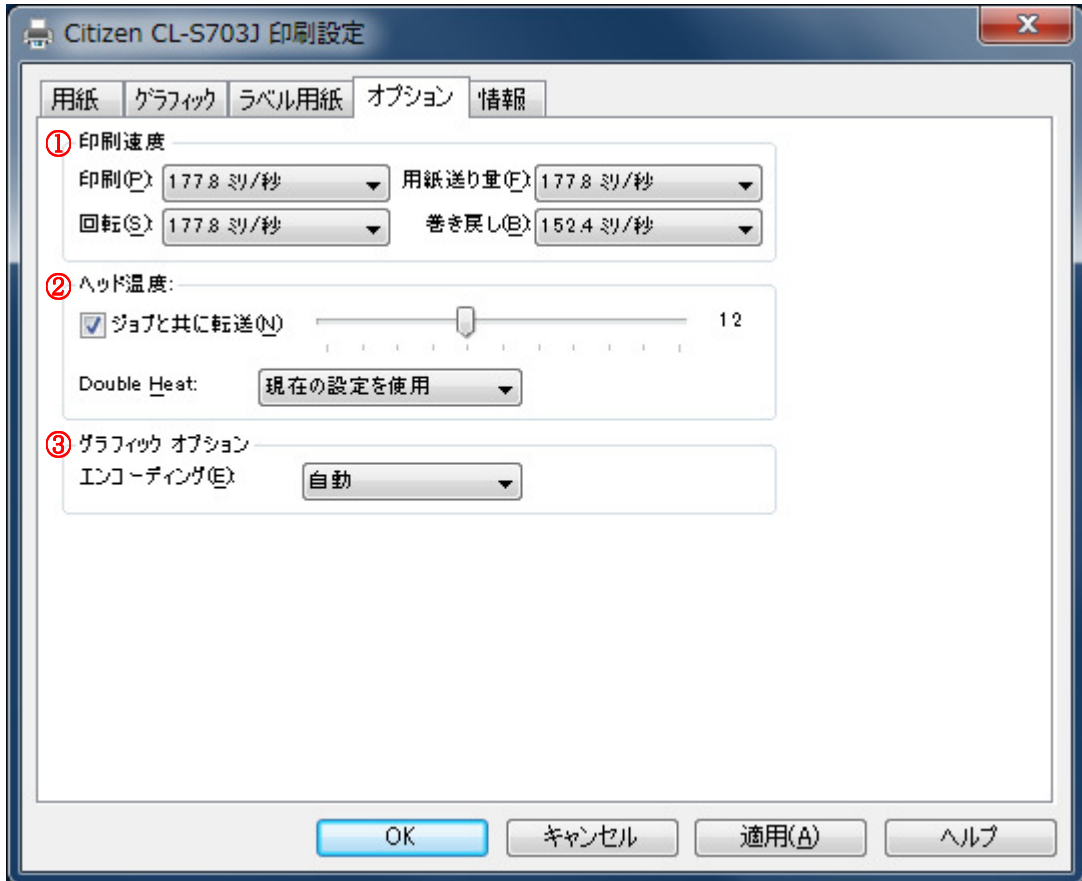 Citizen CL-S703J 印刷設定
用紙 グラフィック ラベル用紙 オプション 情報
① 印刷速度
印刷(P): 177.8 ミリ/秒 用紙送り量(F): 177.8 ミリ/秒
回転(S): 177.8 ミリ/秒 巻き戻し(B): 152.4 ミリ/秒
② ヘッド温度:
ジョブと共に転送(N) 12
Double Heat: 現在の設定を使用
③ グラフィック オプション
エンコーディング(E): 自動
OK キャンセル 適用(A) ヘルプ